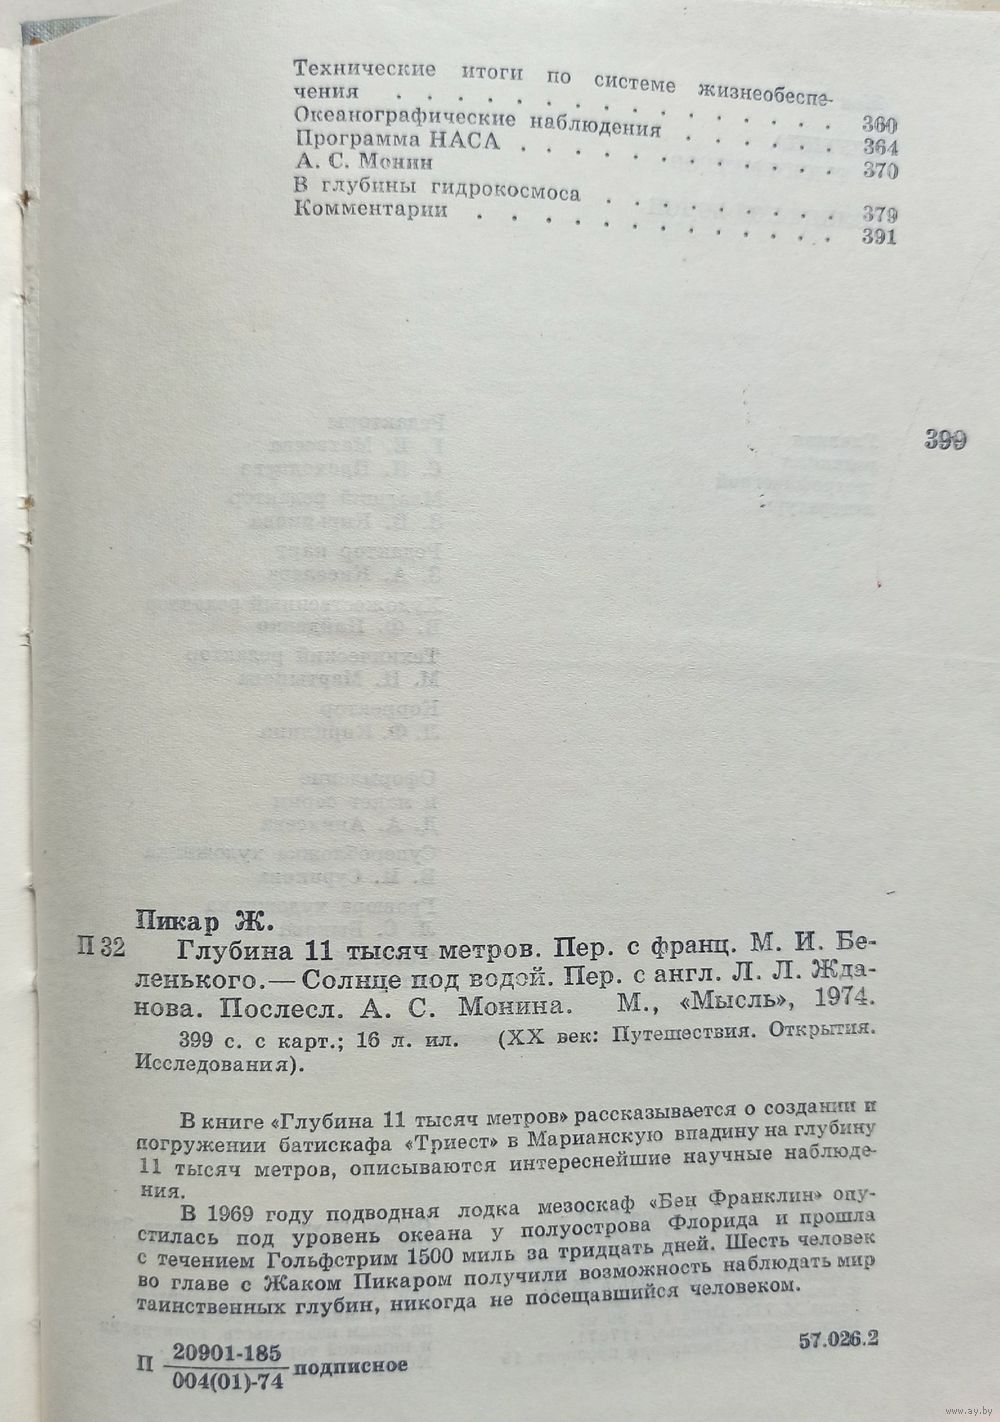 Технические итоги по системе жизнеобеспе-
чения . . . . . . . . . . . . . 360
Океанографические наблюдения . . . . . . 364
Программа НАСА . . . . . . . . . . . 370
А. С. Монин
В глубины гидрокосмоса . . . . . . . . . 379
Комментарии . . . . . . . . . . . . . 391
399
Пикар Ж.
П 32 Глубина 11 тысяч метров. Пер. с франц. М. И. Бе-
ленького.— Солнце под водой. Пер. с англ. Л. Л. Жда-
нова. Послесл. А. С. Монина. М., «Мысль», 1974.
399 с. с карт.; 16 л. ил. (XX век: Путешествия. Открытия.
Исследования).
В книге «Глубина 11 тысяч метров» рассказывается о создании и
погружении батискафа «Триест» в Марианскую впадину на глубину
11 тысяч метров, описываются интереснейшие научные наблюде-
ния.
В 1969 году подводная лодка мезоскаф «Бен Франклин» опу-
стилась под уровень океана у полуострова Флорида и прошла
с течением Гольфстрим 1500 миль за тридцать дней. Шесть человек
во главе с Жаком Пикаром получили возможность наблюдать мир
таинственных глубин, никогда не посещавшийся человеком.
57.026.2
П 20901-185 подписное
004(01)-74
www.ay.by